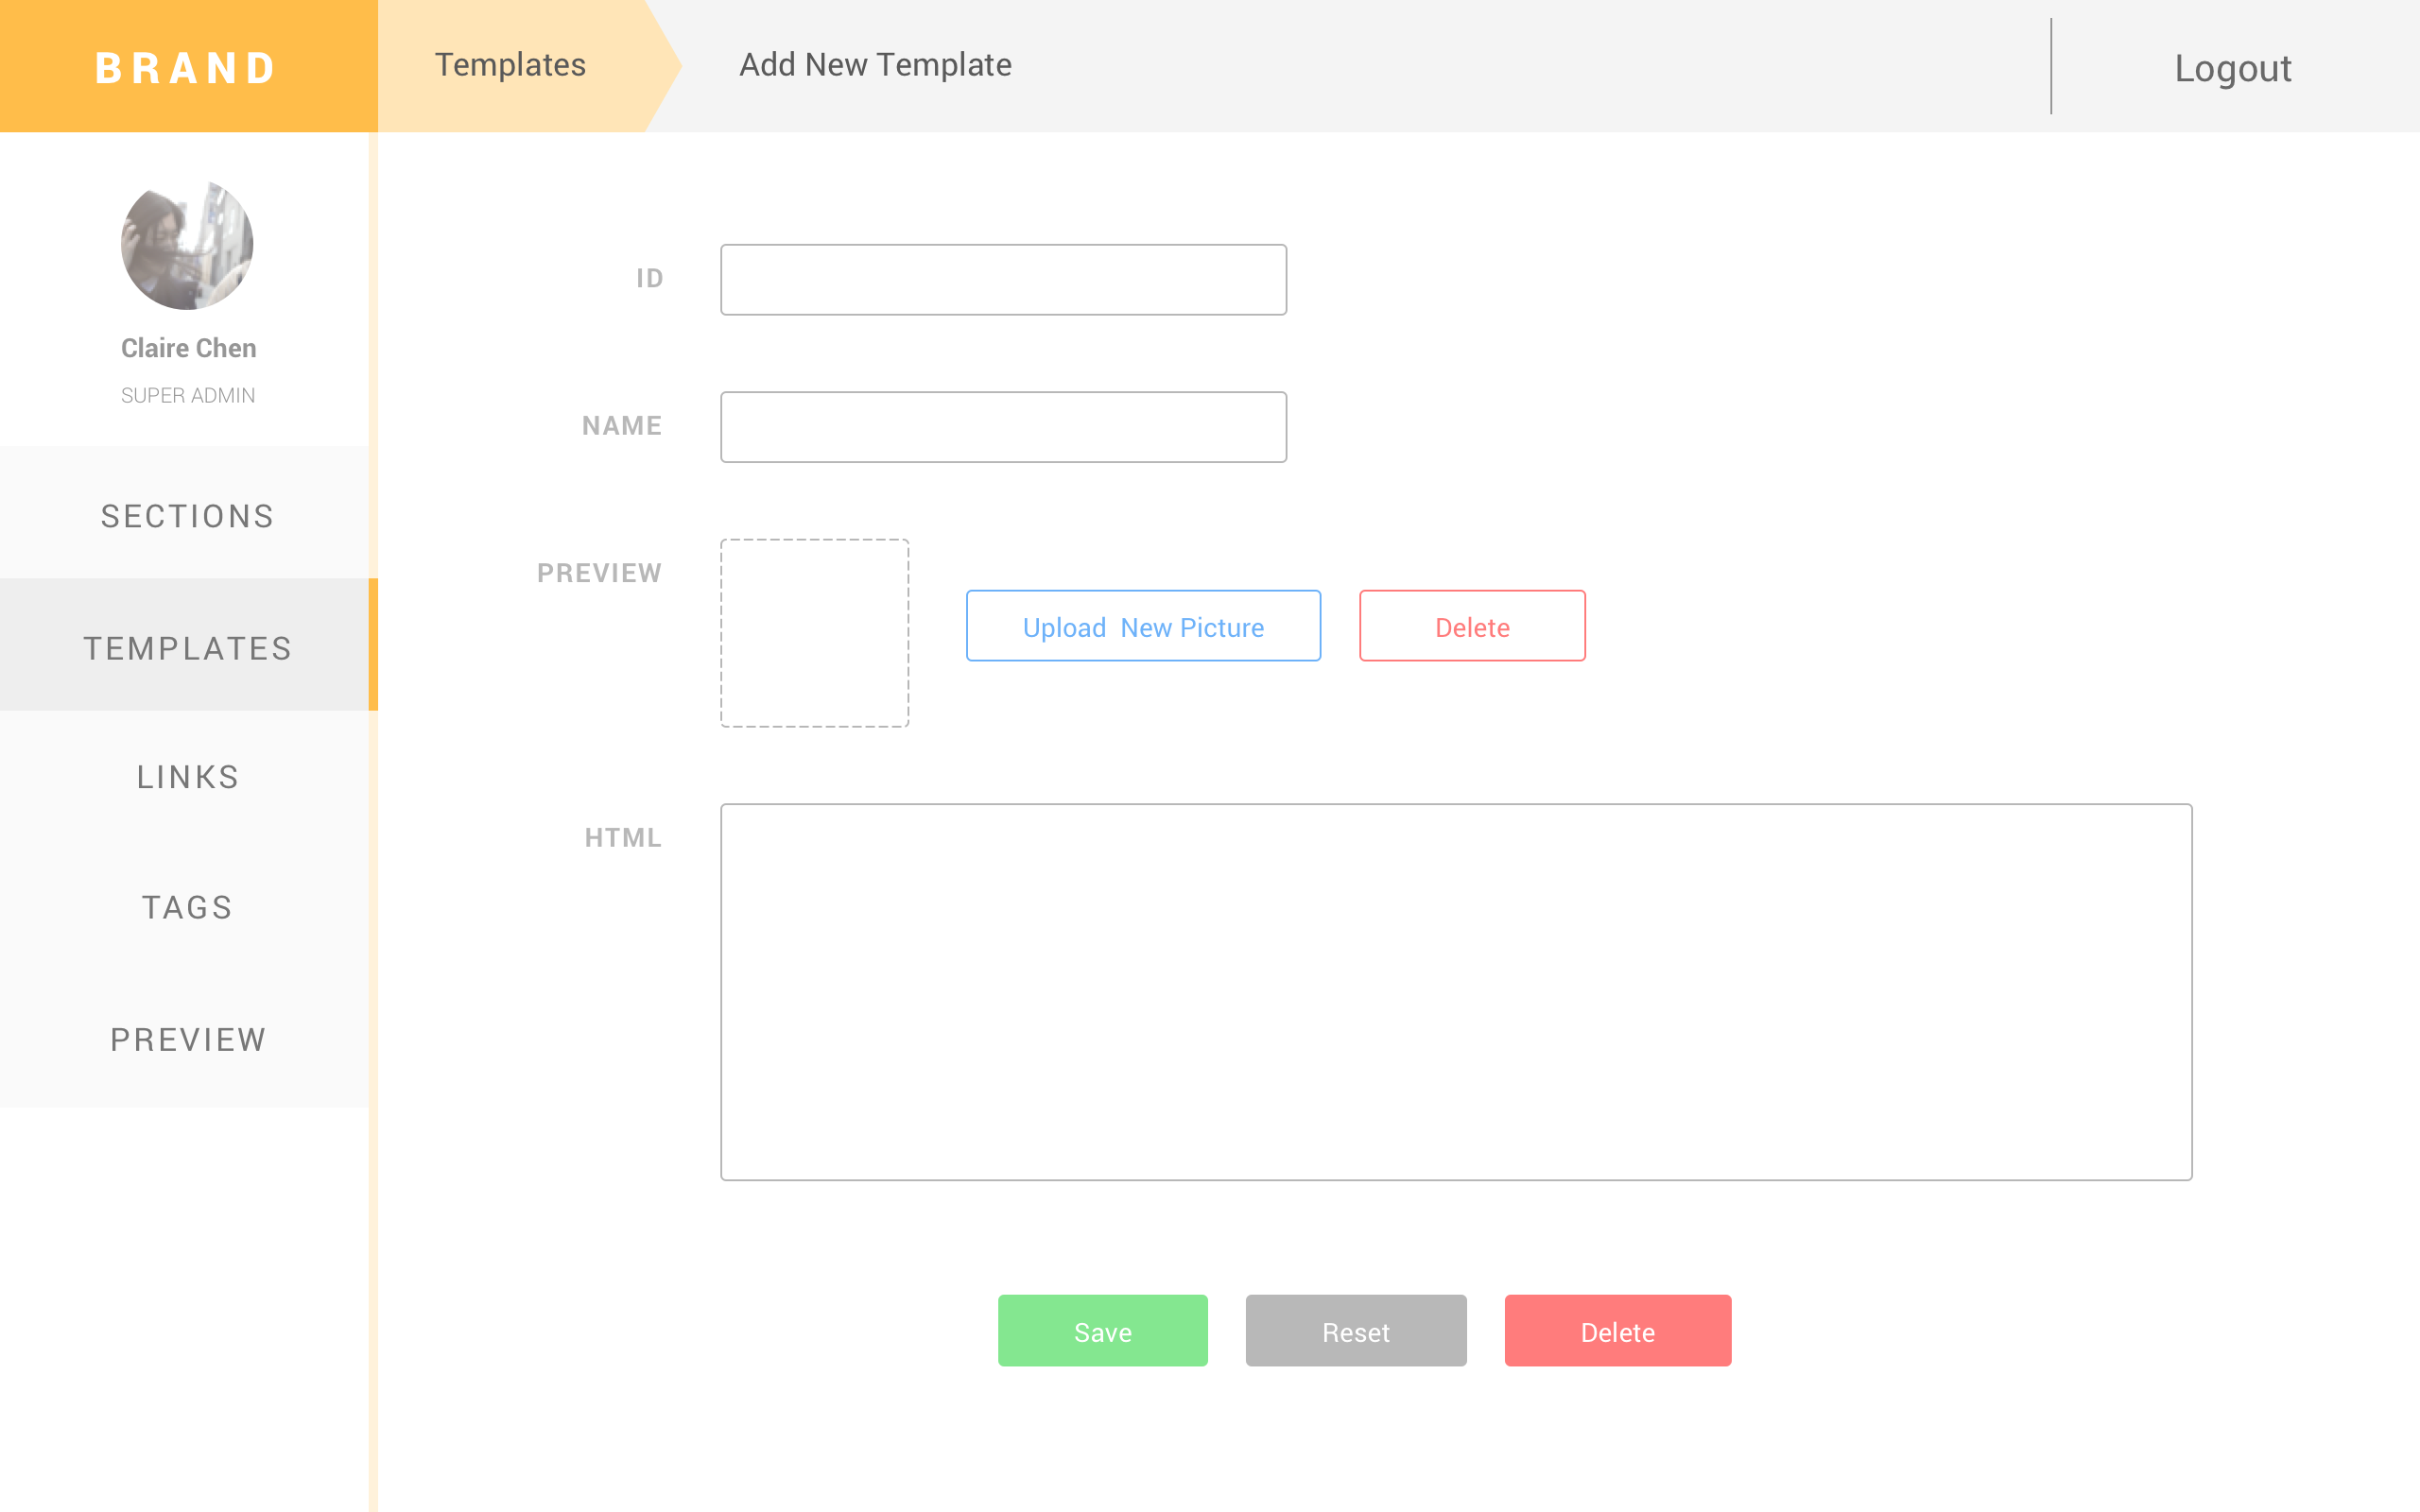 BRAND
Templates
Add New Template
Logout
Claire Chen
SUPER ADMIN
SECTIONS
TEMPLATES
LINKS
TAGS
PREVIEW
ID
NAME
PREVIEW
Upload New Picture
Delete
HTML
Save
Reset
Delete